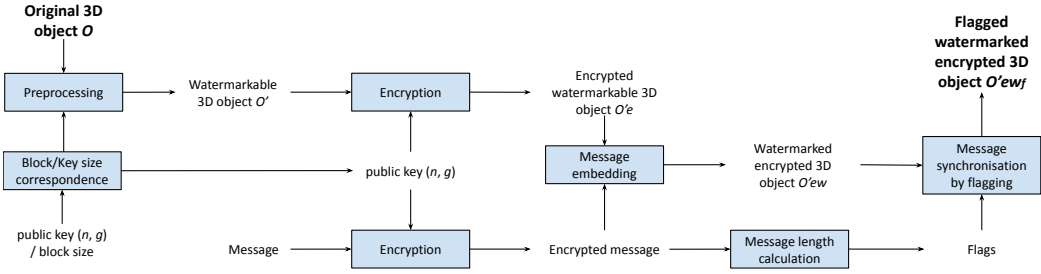 Original 3D
object O
Flagged
watermarked
encrypted 3D
object O'ewf
Preprocessing
Watermarkable
3D object O'
Encryption
Encrypted
watermarkable 3D
object O'e
Block/Key size
correspondence
public key (n, g)
Message
embedding
Watermarked
encrypted 3D
object O'ew
Message
synchronisation
by flagging
public key (n, g)
/ block size
Message
Encryption
Encrypted message
Message length
calculation
Flags